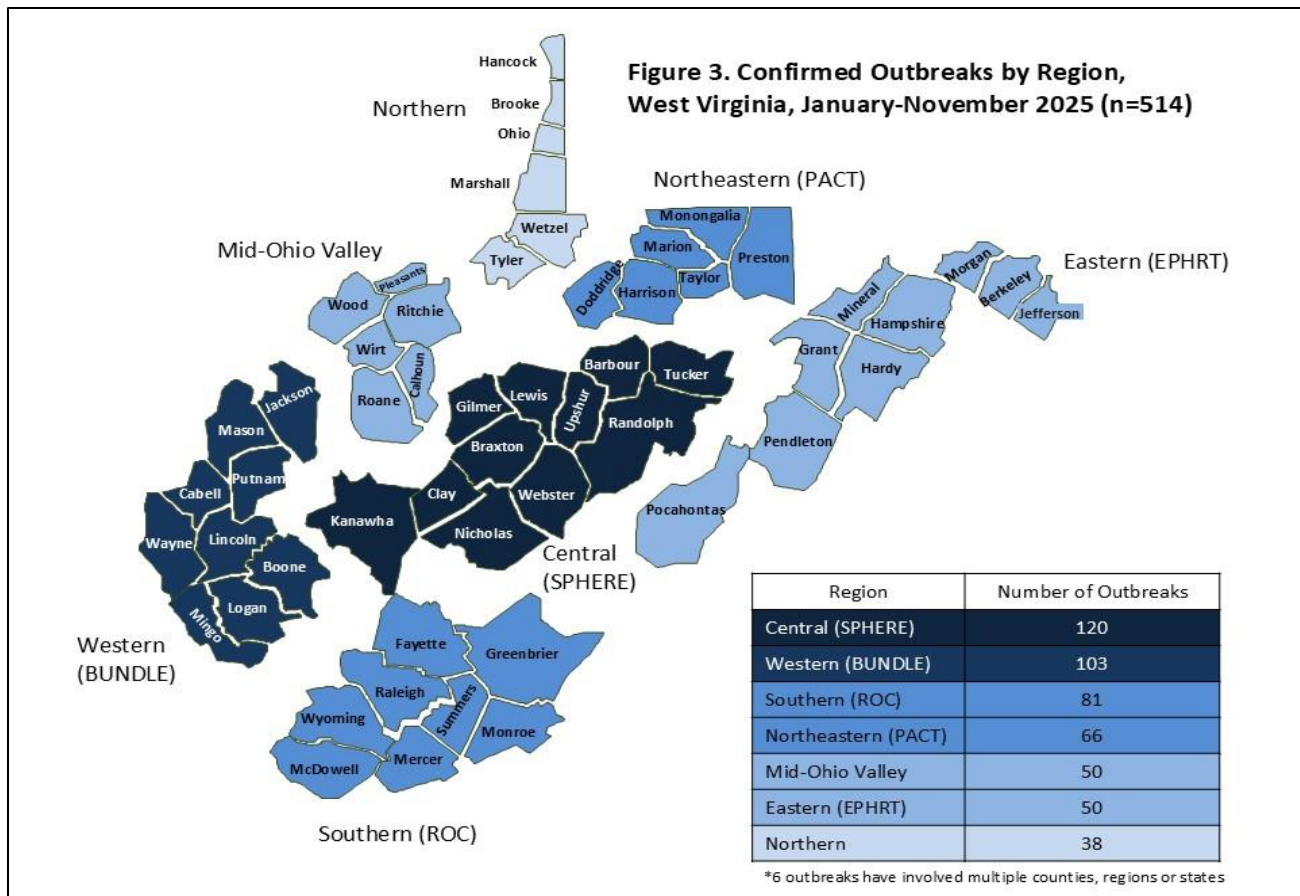 Figure 3. Confirmed Outbreaks by Region,
West Virginia, January-November 2025 (n=514)
Northern
Hancock
Brooke
Ohio
Marshall
Wetzel
Tyler
Northeastern (PACT)
Monongalia
Marion
Preston
Taylor
Harrison
Doddridge
Mid-Ohio Valley
Pleasants
Wood
Ritchie
Wirt
Calhoun
Roane
Eastern (EPHRT)
Morgan
Berkeley
Jefferson
Mineral
Hampshire
Grant
Hardy
Pendleton
Pocahontas
Barbour
Tucker
Lewis
Upshur
Gilmer
Randolph
Braxton
Clay
Webster
Kanawha
Nicholas
Central
(SPHERE)
Jackson
Mason
Putnam
Cabell
Wayne
Lincoln
Boone
Logan
Mingo
Western
(BUNDLE)
Fayette
Greenbrier
Raleigh
Summers
Wyoming
Monroe
McDowell
Mercer
Southern (ROC)
Region Number of Outbreaks
Central (SPHERE) 120
Western (BUNDLE) 103
Southern (ROC) 81
Northeastern (PACT) 66
Mid-Ohio Valley 50
Eastern (EPHRT) 50
Northern 38
*6 outbreaks have involved multiple counties, regions or states